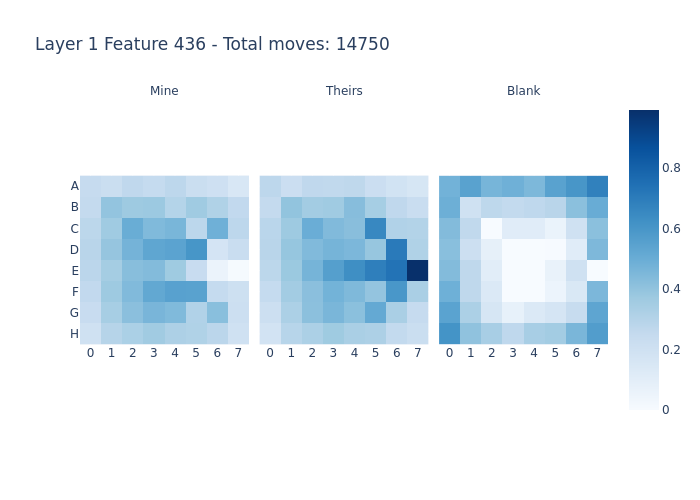 Layer 1 Feature 436 - Total moves: 14750
Mine Theirs Blank
A
B
C
D
E
F
G
H
0 1 2 3 4 5 6 7 0 1 2 3 4 5 6 7 0 1 2 3 4 5 6 7
0.8
0.6
0.4
0.2
0